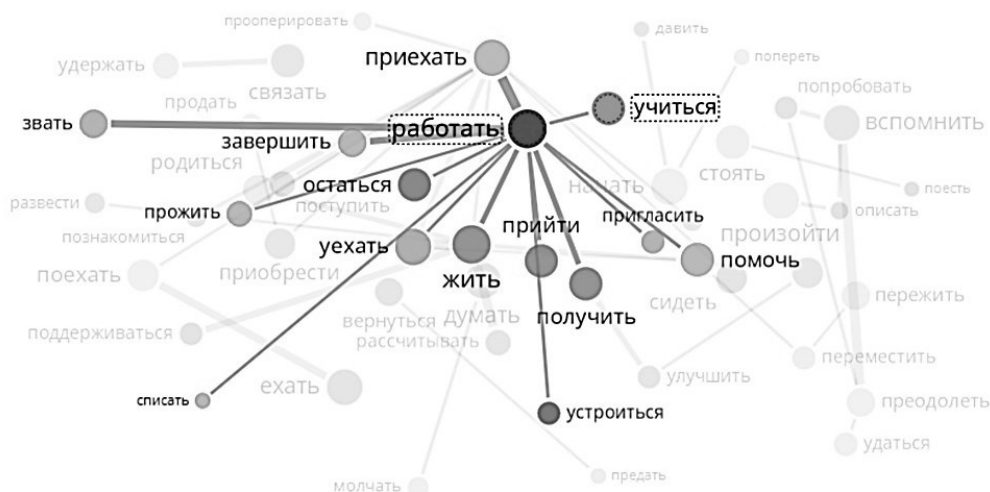 прооперировать
давить
приехать
попереть
удержать
связать
попробовать
продать
учиться
звать
завершить
работать
вспомнить
родиться
остаться
начать
стоять
поесть
развести
прожить
поступить
пригласить
описать
познакомиться
уехать
прийти
произойти
поехать
приобрести
жить
помочь
сидеть
пережить
поддерживаться
вернуться
думать
получить
рассчитывать
переместить
ехать
улучшить
списать
устроиться
преодолеть
удаться
молчать
предать